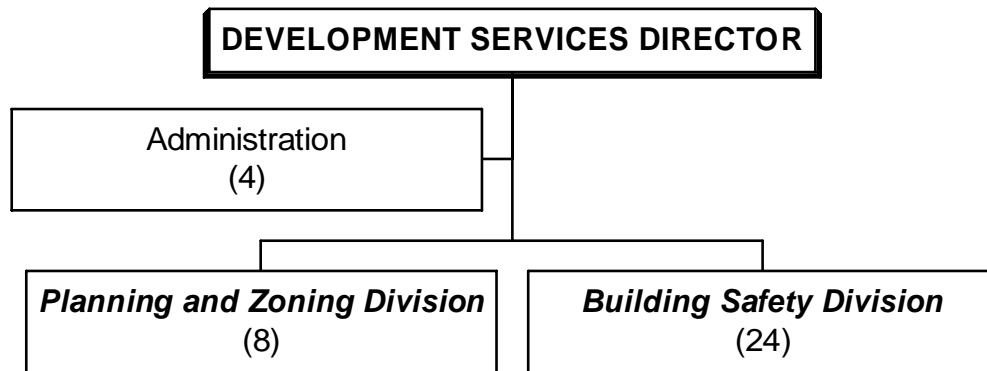 DEVELOPMENT SERVICES DIRECTOR
Administration
(4)
Planning and Zoning Division
(8)
Building Safety Division
(24)